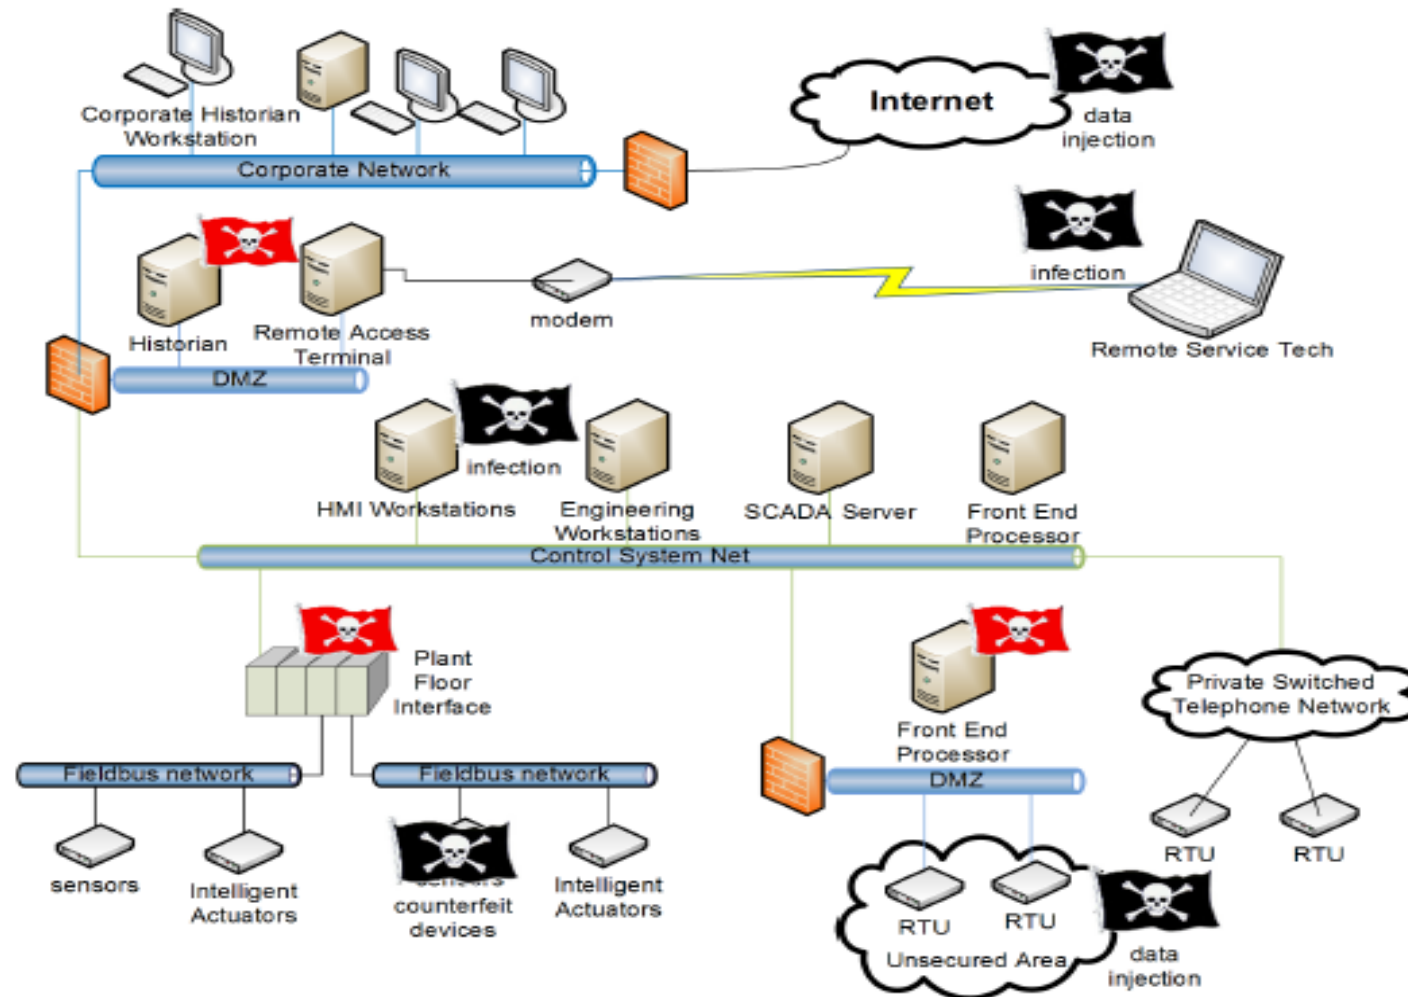 Internet
data
injection
Corporate Historian
Workstation
Corporate Network
infection
Historian
Remote Access
Terminal
modem
Remote Service Tech
DMZ
infection
HMI Workstations
Engineering
Workstations
SCADA Server
Front End
Processor
Control System Net
Plant
Floor
Interface
Front End
Processor
Private Switched
Telephone Network
Fieldbus network
Fieldbus network
DMZ
RTU
RTU
sensors
Intelligent
Actuators
sensors
counterfeit
devices
Intelligent
Actuators
RTU
RTU
Unsecured Area
data
injection